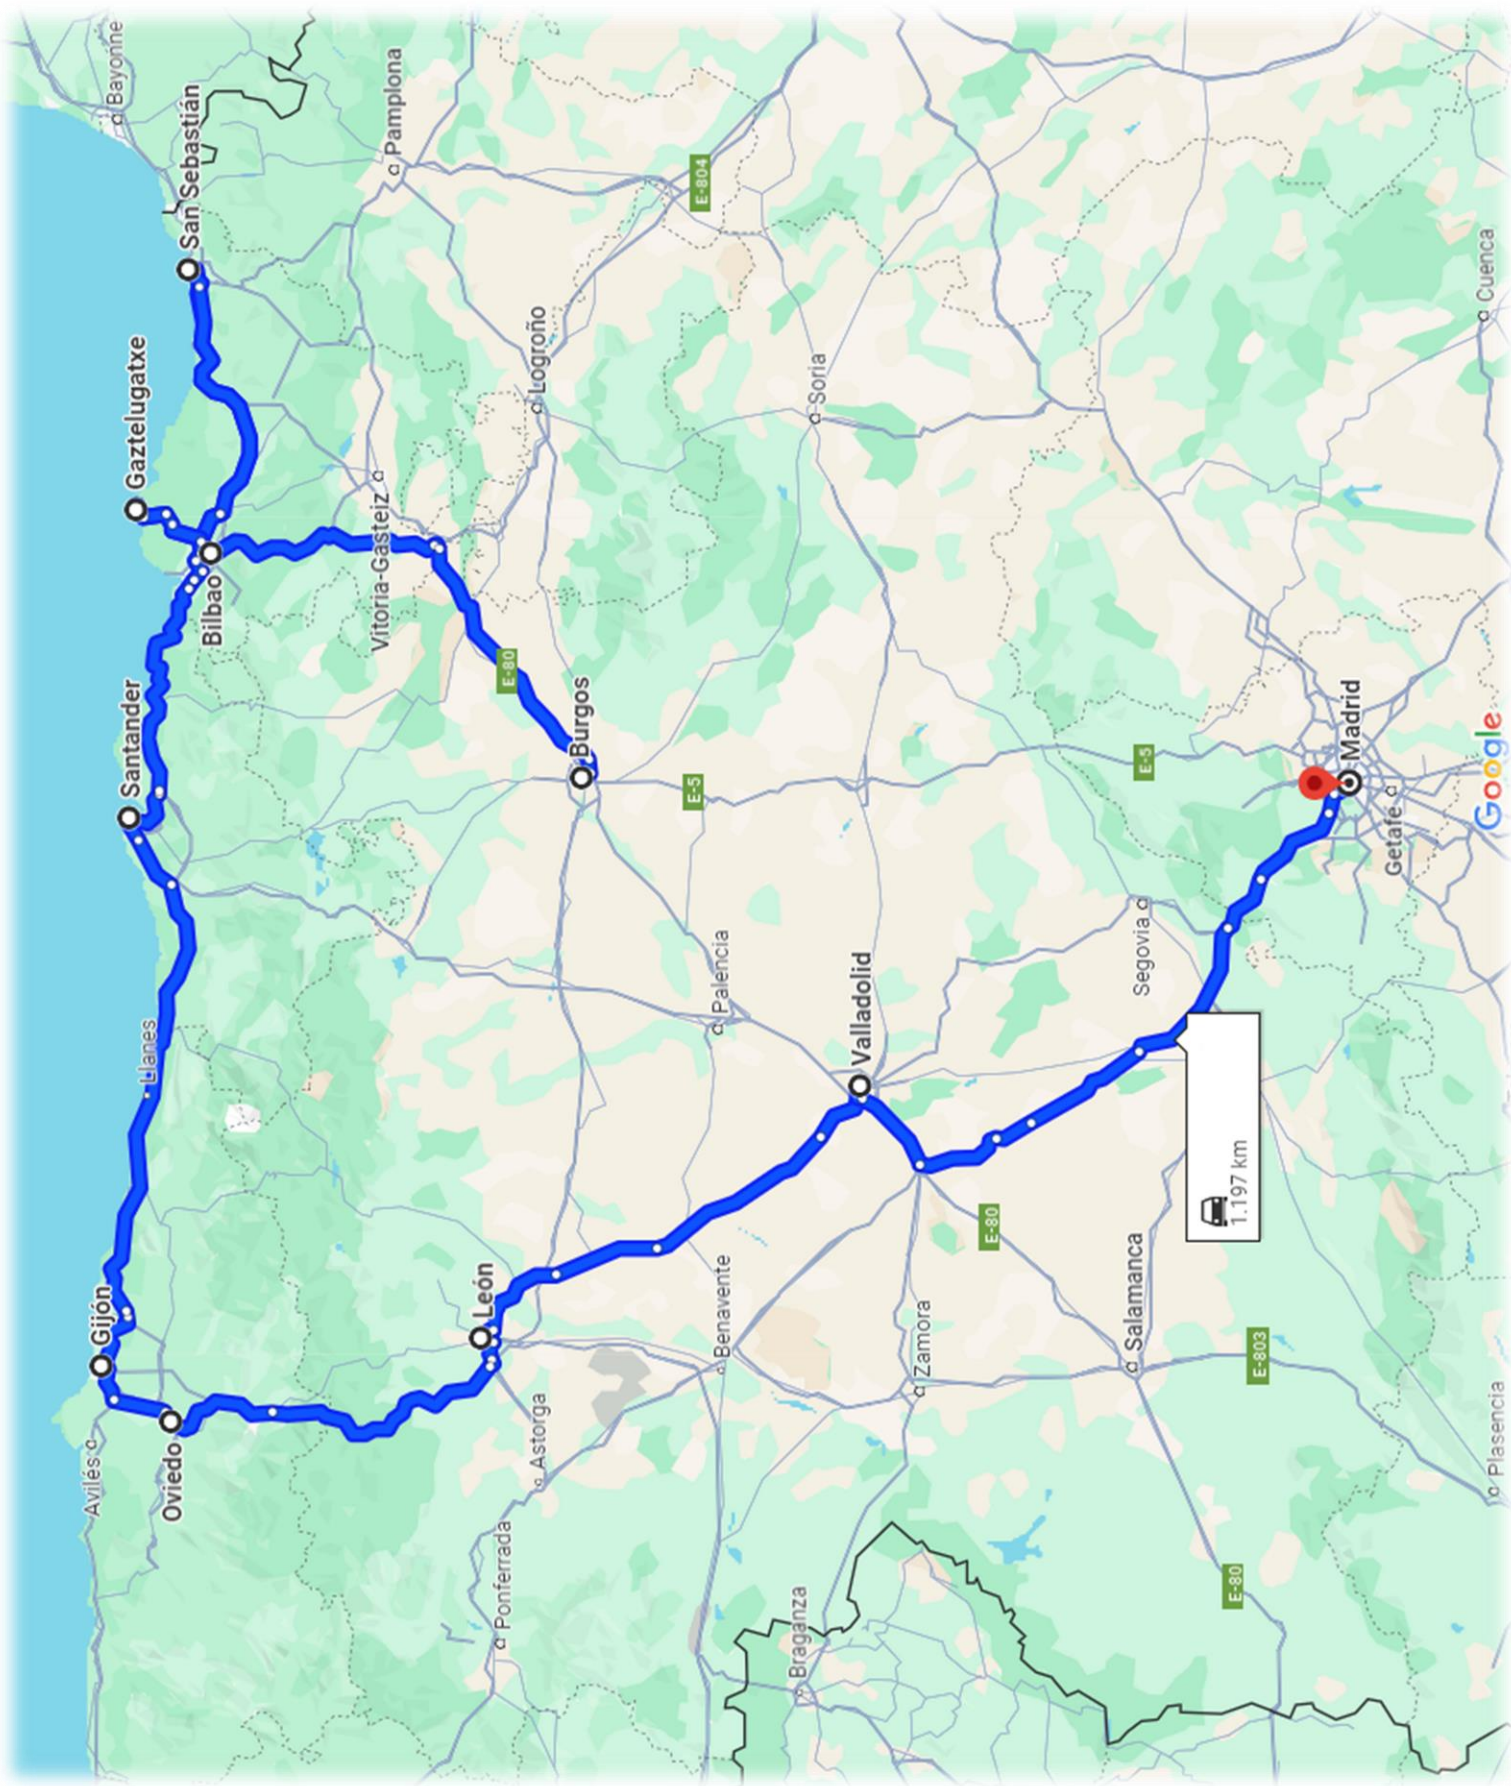 Bayonne
Avilés
Gijón
Santander
Gaztelugatxe
Llanes
Oviedo
San Sebastián
Bilbao
Vitoria-Gasteiz
Pamplona
León
Ponferrada
E-80
Astorga
Logroño
Burgos
E-5
E-804
Benavente
Palencia
Braganza
Soria
Valladolid
Zamora
E-80
Salamanca
Segovia
E-5
E-80
1.197 km
E-803
Madrid
Getafe
Plasencia
Google
Cuenca